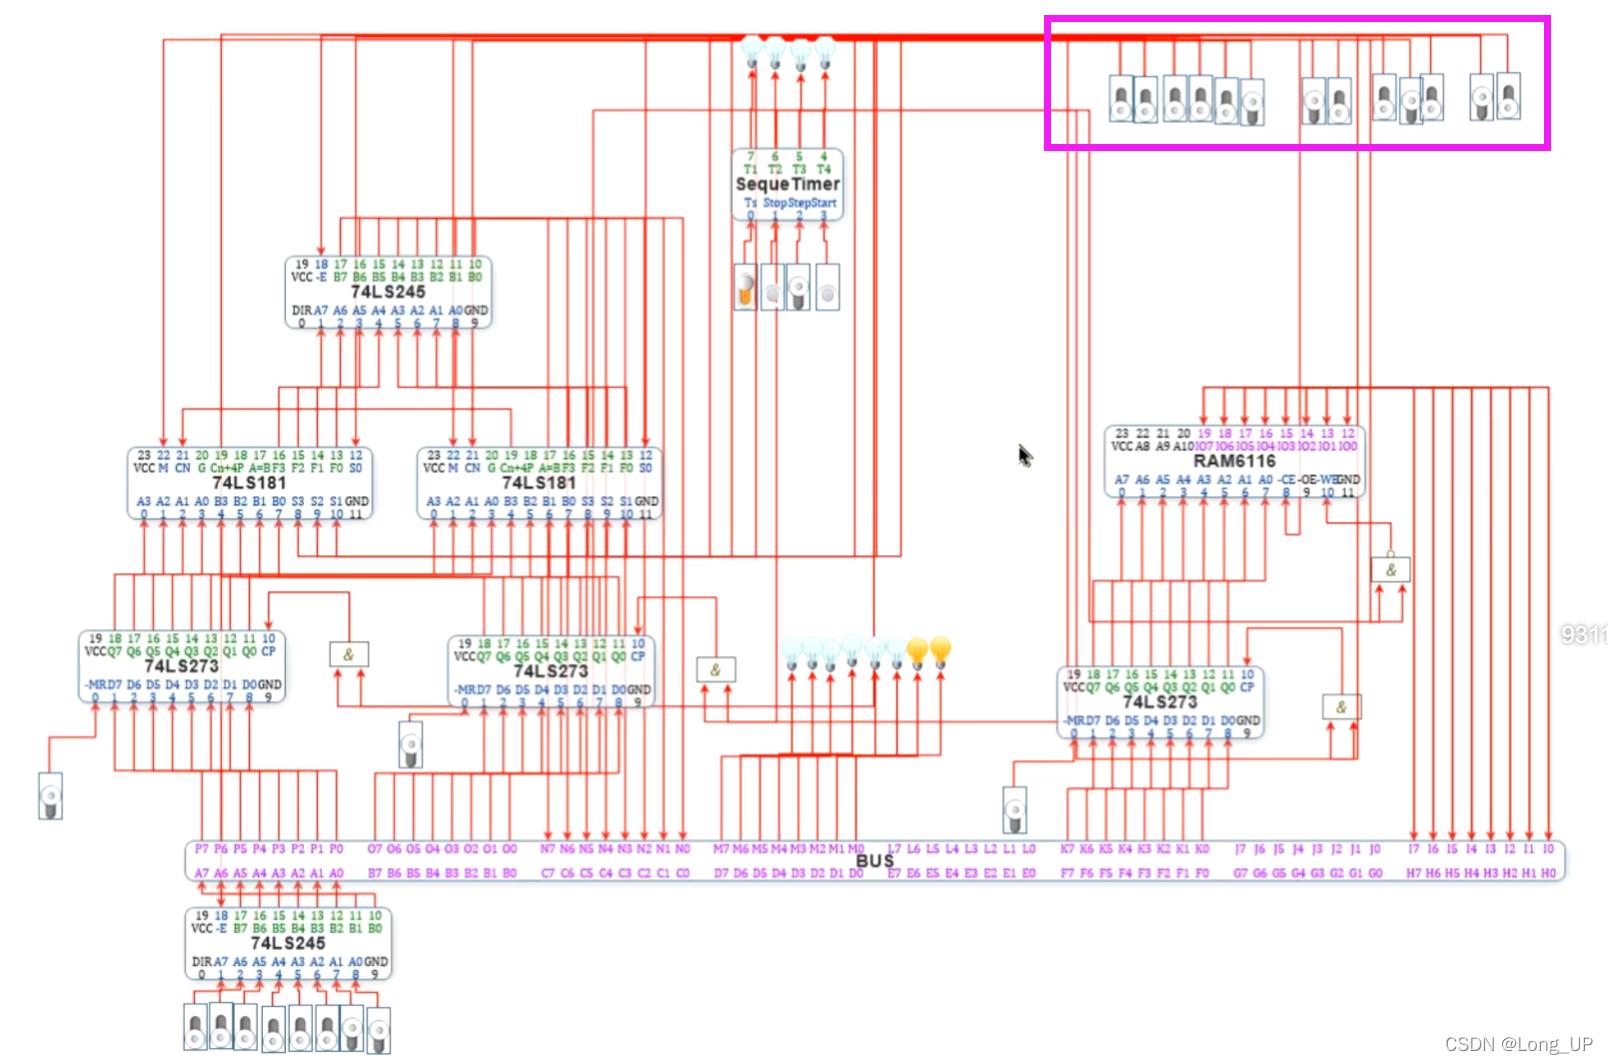 7 6 5 4
T1 T2 T3 T4
SequeTimer
Ts Stop Step Start
0 1 2 3
19 18 17 16 15 14 13 12 11 10
VCC -E B7 B6 B5 B4 B3 B2 B1 B0
74LS245
DIR A7 A6 A5 A4 A3 A2 A1 A0 GND
0 1 2 3 4 5 6 7 8 9
23 22 21 20 19 18 17 16 15 14 13 12
VCC M CN G Cn+4 P A=B F3 F2 F1 F0 S0
74LS181
A3 A2 A1 A0 B3 B2 B1 B0 S3 S2 S1 GND
0 1 2 3 4 5 6 7 8 9 10 11
23 22 21 20 19 18 17 16 15 14 13 12
VCC M CN G Cn+4 P A=B F3 F2 F1 F0 S0
74LS181
A3 A2 A1 A0 B3 B2 B1 B0 S3 S2 S1 GND
0 1 2 3 4 5 6 7 8 9 10 11
23 22 21 20 19 18 17 16 15 14 13 12
VCC A8 A9 A10 IO7 IO6 IO5 IO4 IO3 IO2 IO1 IO0
RAM6116
A7 A6 A5 A4 A3 A2 A1 A0 -CE -OE -WE GND
0 1 2 3 4 5 6 7 8 9 10 11
&
19 18 17 16 15 14 13 12 11 10
VCC Q7 Q6 Q5 Q4 Q3 Q2 Q1 Q0 CP
74LS273
-MR D7 D6 D5 D4 D3 D2 D1 D0 GND
0 1 2 3 4 5 6 7 8 9
&
19 18 17 16 15 14 13 12 11 10
VCC Q7 Q6 Q5 Q4 Q3 Q2 Q1 Q0 CP
74LS273
-MR D7 D6 D5 D4 D3 D2 D1 D0 GND
0 1 2 3 4 5 6 7 8 9
&
19 18 17 16 15 14 13 12 11 10
VCC Q7 Q6 Q5 Q4 Q3 Q2 Q1 Q0 CP
74LS273
-MR D7 D6 D5 D4 D3 D2 D1 D0 GND
0 1 2 3 4 5 6 7 8 9
&
9311
P7 P6 P5 P4 P3 P2 P1 P0 O7 O6 O5 O4 O3 O2 O1 O0 N7 N6 N5 N4 N3 N2 N1 N0 M7 M6 M5 M4 M3 M2 M1 M0 L7 L6 L5 L4 L3 L2 L1 L0 K7 K6 K5 K4 K3 K2 K1 K0 J7 J6 J5 J4 J3 J2 J1 J0 I7 I6 I5 I4 I3 I2 I1 I0
BUS
A7 A6 A5 A4 A3 A2 A1 A0 B7 B6 B5 B4 B3 B2 B1 B0 C7 C6 C5 C4 C3 C2 C1 C0 D7 D6 D5 D4 D3 D2 D1 D0 E7 E6 E5 E4 E3 E2 E1 E0 F7 F6 F5 F4 F3 F2 F1 F0 G7 G6 G5 G4 G3 G2 G1 G0 H7 H6 H5 H4 H3 H2 H1 H0
19 18 17 16 15 14 13 12 11 10
VCC -E B7 B6 B5 B4 B3 B2 B1 B0
74LS245
DIR A7 A6 A5 A4 A3 A2 A1 A0 GND
0 1 2 3 4 5 6 7 8 9
CSDN @Long_UP